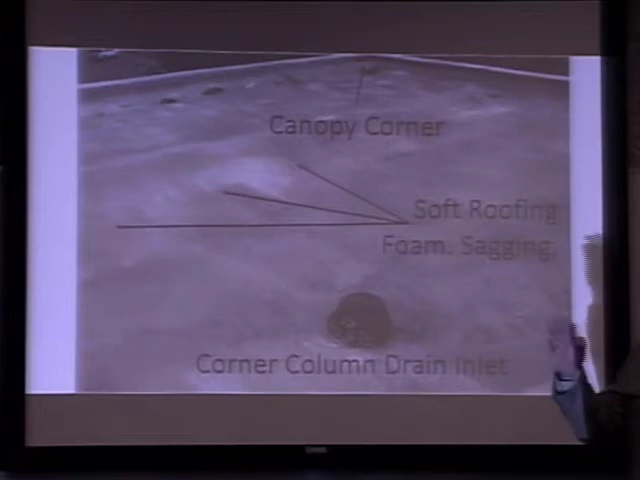 Canopy Corner
Soft Roofing
Foam. Sagging.
Corner Column Drain Inlet